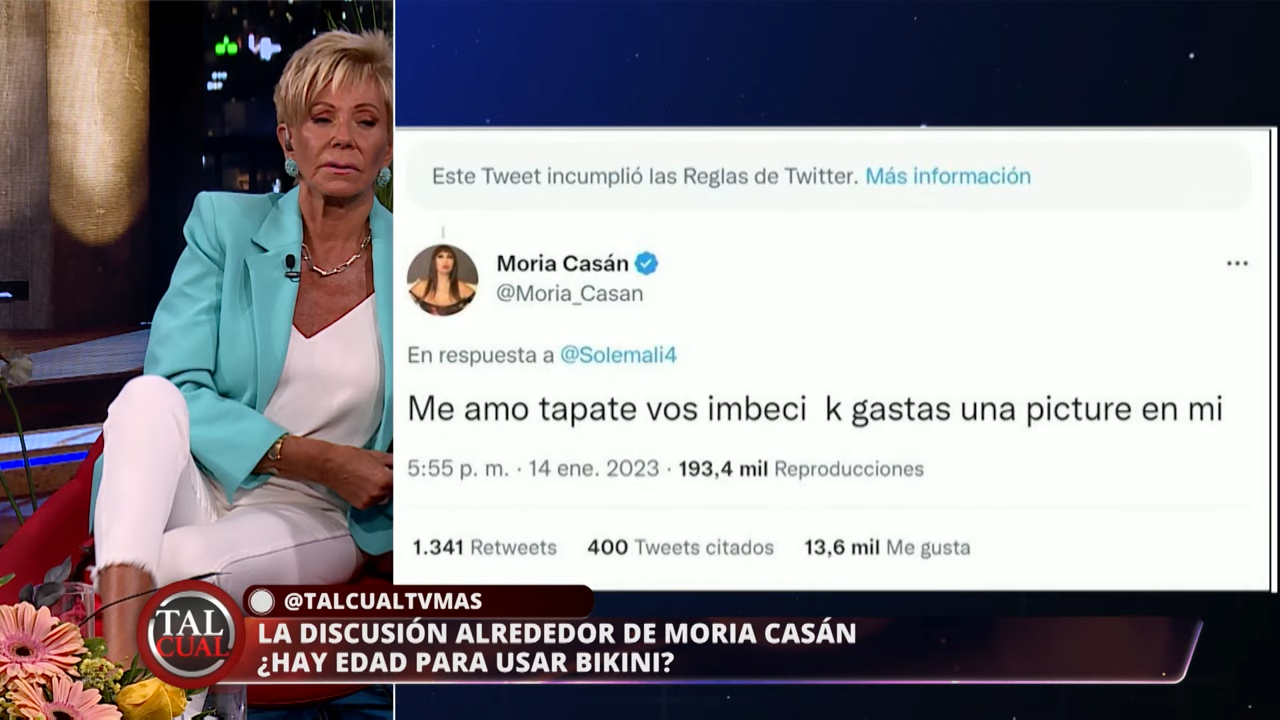 Este Tweet incumplió las Reglas de Twitter. Más información
Moria Casán
@Moria_Casan
En respuesta a @Solemali4
Me amo tapate vos imbeci k gastas una picture en mi
5:55 p. m. · 14 ene. 2023 · 193,4 mil Reproducciones
1.341 Retweets 400 Tweets citados 13,6 mil Me gusta
@TALCUALTVMAS
TAL
CUAL
LA DISCUSIÓN ALREDEDOR DE MORIA CASÁN
¿HAY EDAD PARA USAR BIKINI?